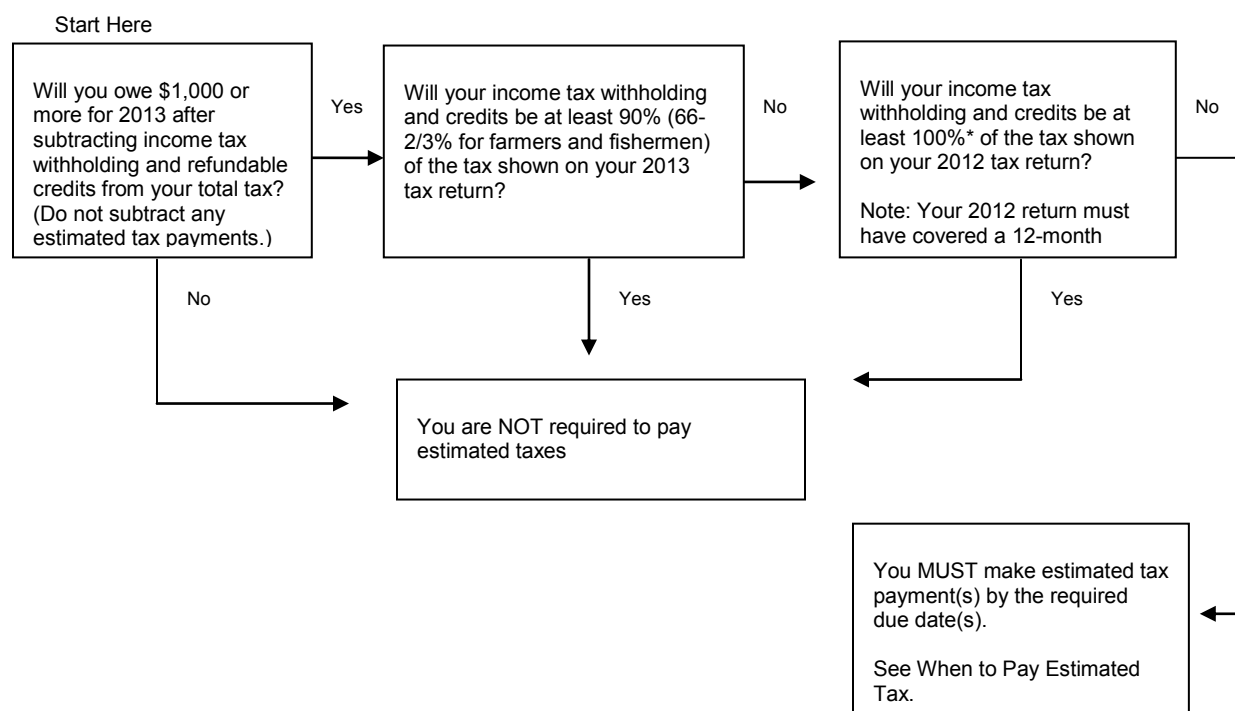 Start Here
Will you owe $1,000 or
more for 2013 after
subtracting income tax
withholding and refundable
credits from your total tax?
(Do not subtract any
estimated tax payments.)
Yes
No
Will your income tax withholding
and credits be at least 90% (66-
2/3% for farmers and fishermen)
of the tax shown on your 2013
tax return?
No
Yes
Will your income tax
withholding and credits be at
least 100%* of the tax shown
on your 2012 tax return?
Note: Your 2012 return must
have covered a 12-month
No
Yes
You are NOT required to pay
estimated taxes
You MUST make estimated tax
payment(s) by the required
due date(s).
See When to Pay Estimated
Tax.